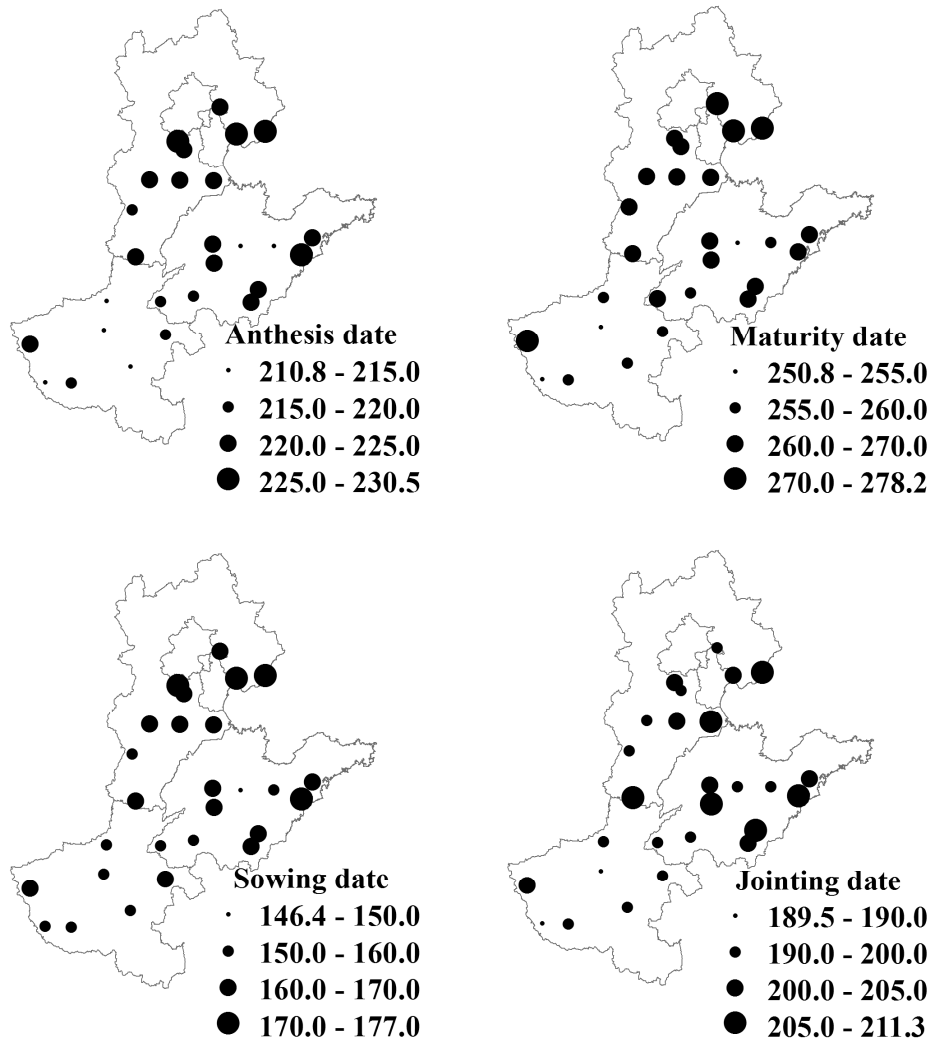 Anthesis date
210.8 - 215.0
215.0 - 220.0
220.0 - 225.0
225.0 - 230.5
Maturity date
250.8 - 255.0
255.0 - 260.0
260.0 - 270.0
270.0 - 278.2
Sowing date
146.4 - 150.0
150.0 - 160.0
160.0 - 170.0
170.0 - 177.0
Jointing date
189.5 - 190.0
190.0 - 200.0
200.0 - 205.0
205.0 - 211.3